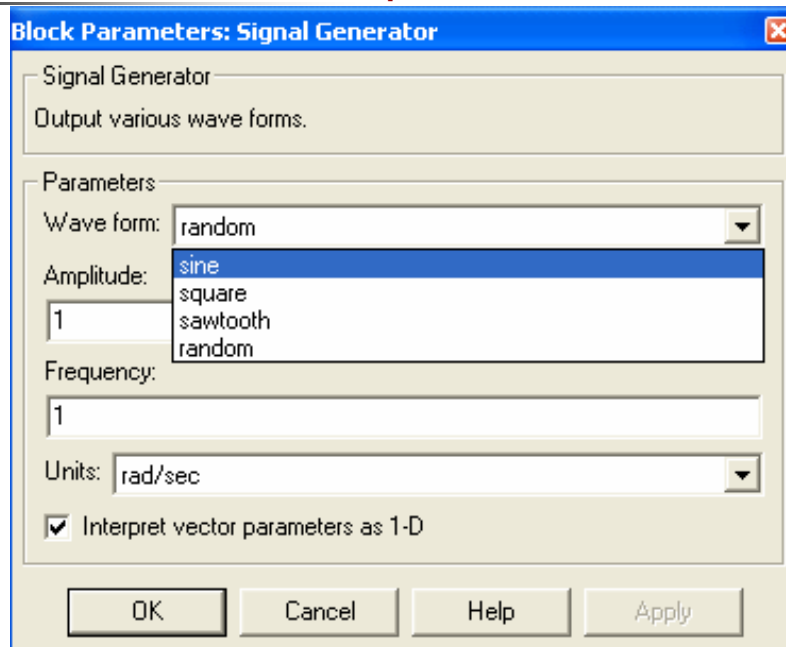 Block Parameters: Signal Generator
Signal Generator
Output various wave forms.
Parameters
Wave form: random
sine
square
sawtooth
random
Amplitude:
1
Frequency:
1
Units: rad/sec
Interpret vector parameters as 1-D
OK Cancel Help Apply